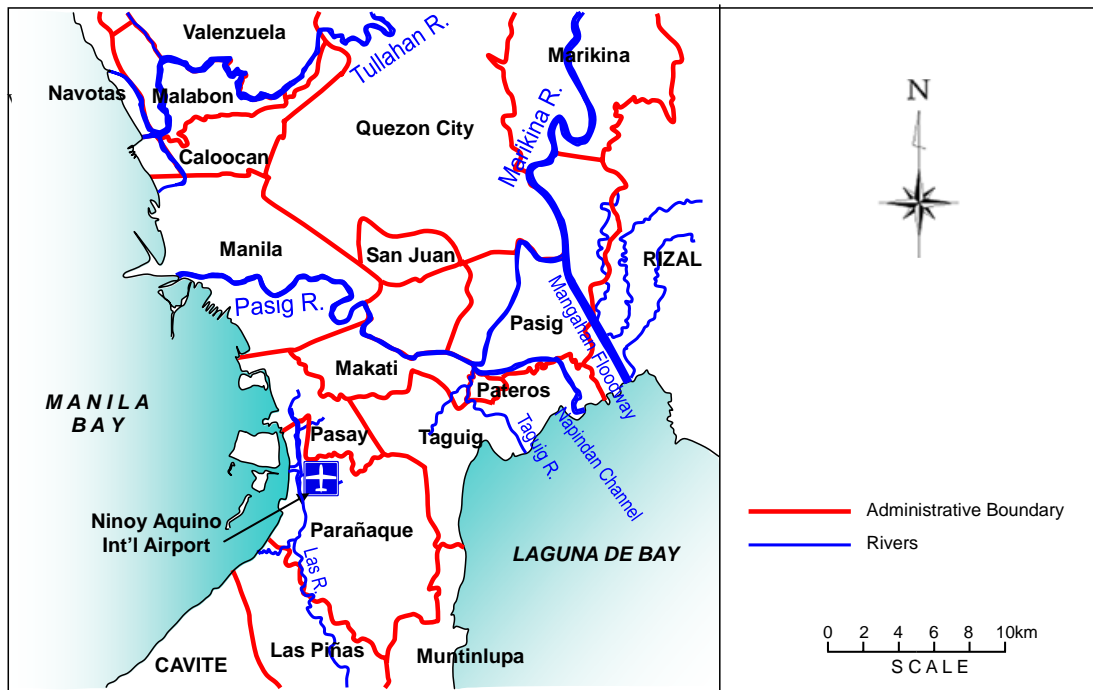 Valenzuela
Tullahan R.
Marikina
Navotas
Malabon
Quezon City
Marikina R.
Caloocan
N
Manila
San Juan
RIZAL
Pasig R.
Pasig
Mangahan Floodway
Makati
Pateros
MANILA
BAY
Pasay
Taguig
Taguig R.
Napindan Channel
Ninoy Aquino
Int'l Airport
Parañaque
Las R.
LAGUNA DE BAY
Administrative Boundary
Rivers
CAVITE
Las Piñas
Muntinlupa
0 2 4 6 8 10km
SCALE